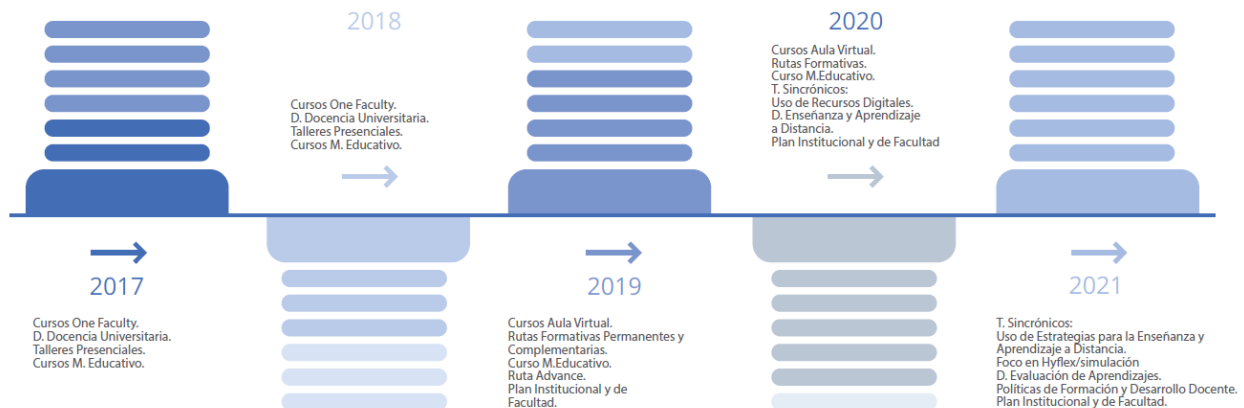 2018
Cursos One Faculty.
D. Docencia Universitaria.
Talleres Presenciales.
Cursos M. Educativo.
2020
Cursos Aula Virtual.
Rutas Formativas.
Curso M.Educativo.
T. Sincrónicos:
Uso de Recursos Digitales.
D. Enseñanza y Aprendizaje
a Distancia.
Plan Institucional y de Facultad
2017
Cursos One Faculty.
D. Docencia Universitaria.
Talleres Presenciales.
Cursos M. Educativo.
2019
Cursos Aula Virtual.
Rutas Formativas Permanentes y
Complementarias.
Curso M.Educativo.
Ruta Advance.
Plan Institucional y de
Facultad.
2021
T. Sincrónicos:
Uso de Estrategias para la Enseñanza y
Aprendizaje a Distancia.
Foco en Hyflex/simulación
D. Evaluación de Aprendizajes.
Políticas de Formación y Desarrollo Docente.
Plan Institucional y de Facultad.